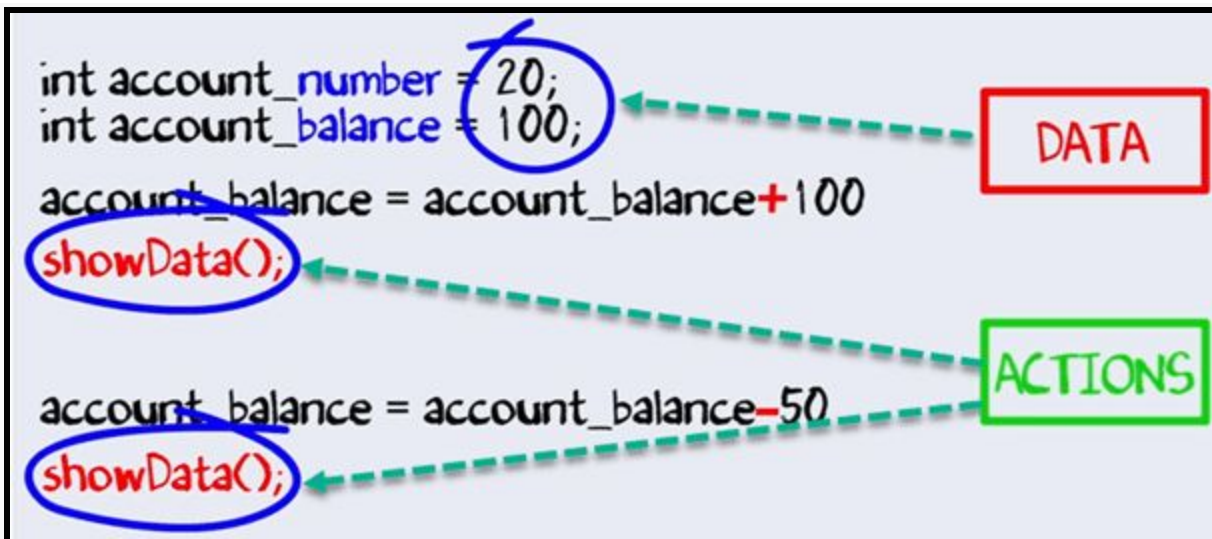 int account_number = 20;
int account_balance = 100;
DATA
account_balance = account_balance+100
showData();
ACTIONS
account_balance = account_balance-50
showData();